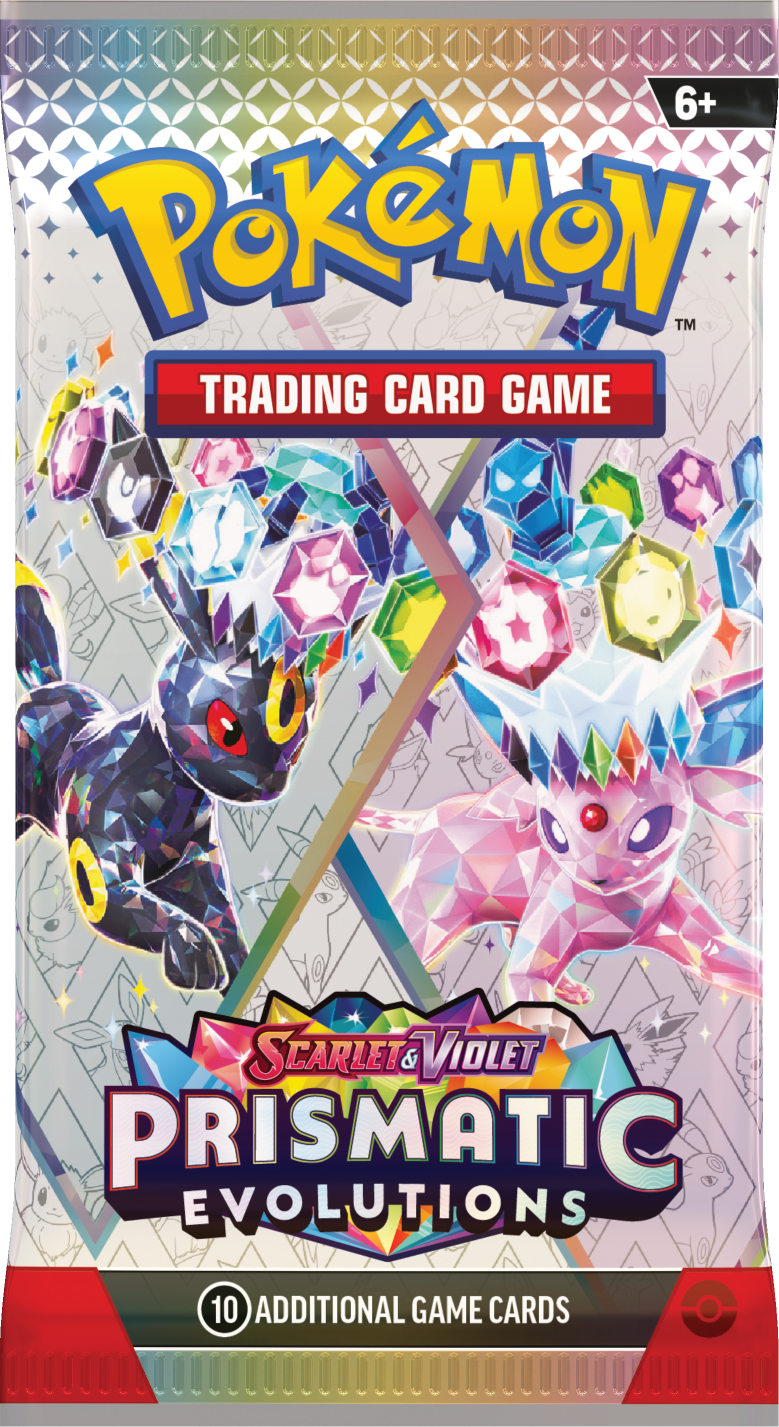 6+
POKéMON
TM
TRADING CARD GAME
SCARLET & VIOLET
PRISMATIC
EVOLUTIONS
10 ADDITIONAL GAME CARDS